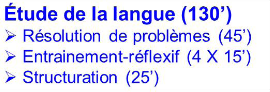 Étude de la langue (130’)
➢ Résolution de problèmes (45’)
➢ Entrainement-réflexif (4 X 15’)
➢ Structuration (25’)